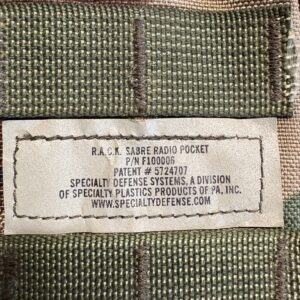 R.A.C.K. SABRE RADIO POCKET
P/N F100006
PATENT # 5724707
SPECIALTY DEFENSE SYSTEMS, A DIVISION
OF SPECIALTY PLASTICS PRODUCTS OF PA, INC.
WWW.SPECIALTYDEFENSE.COM